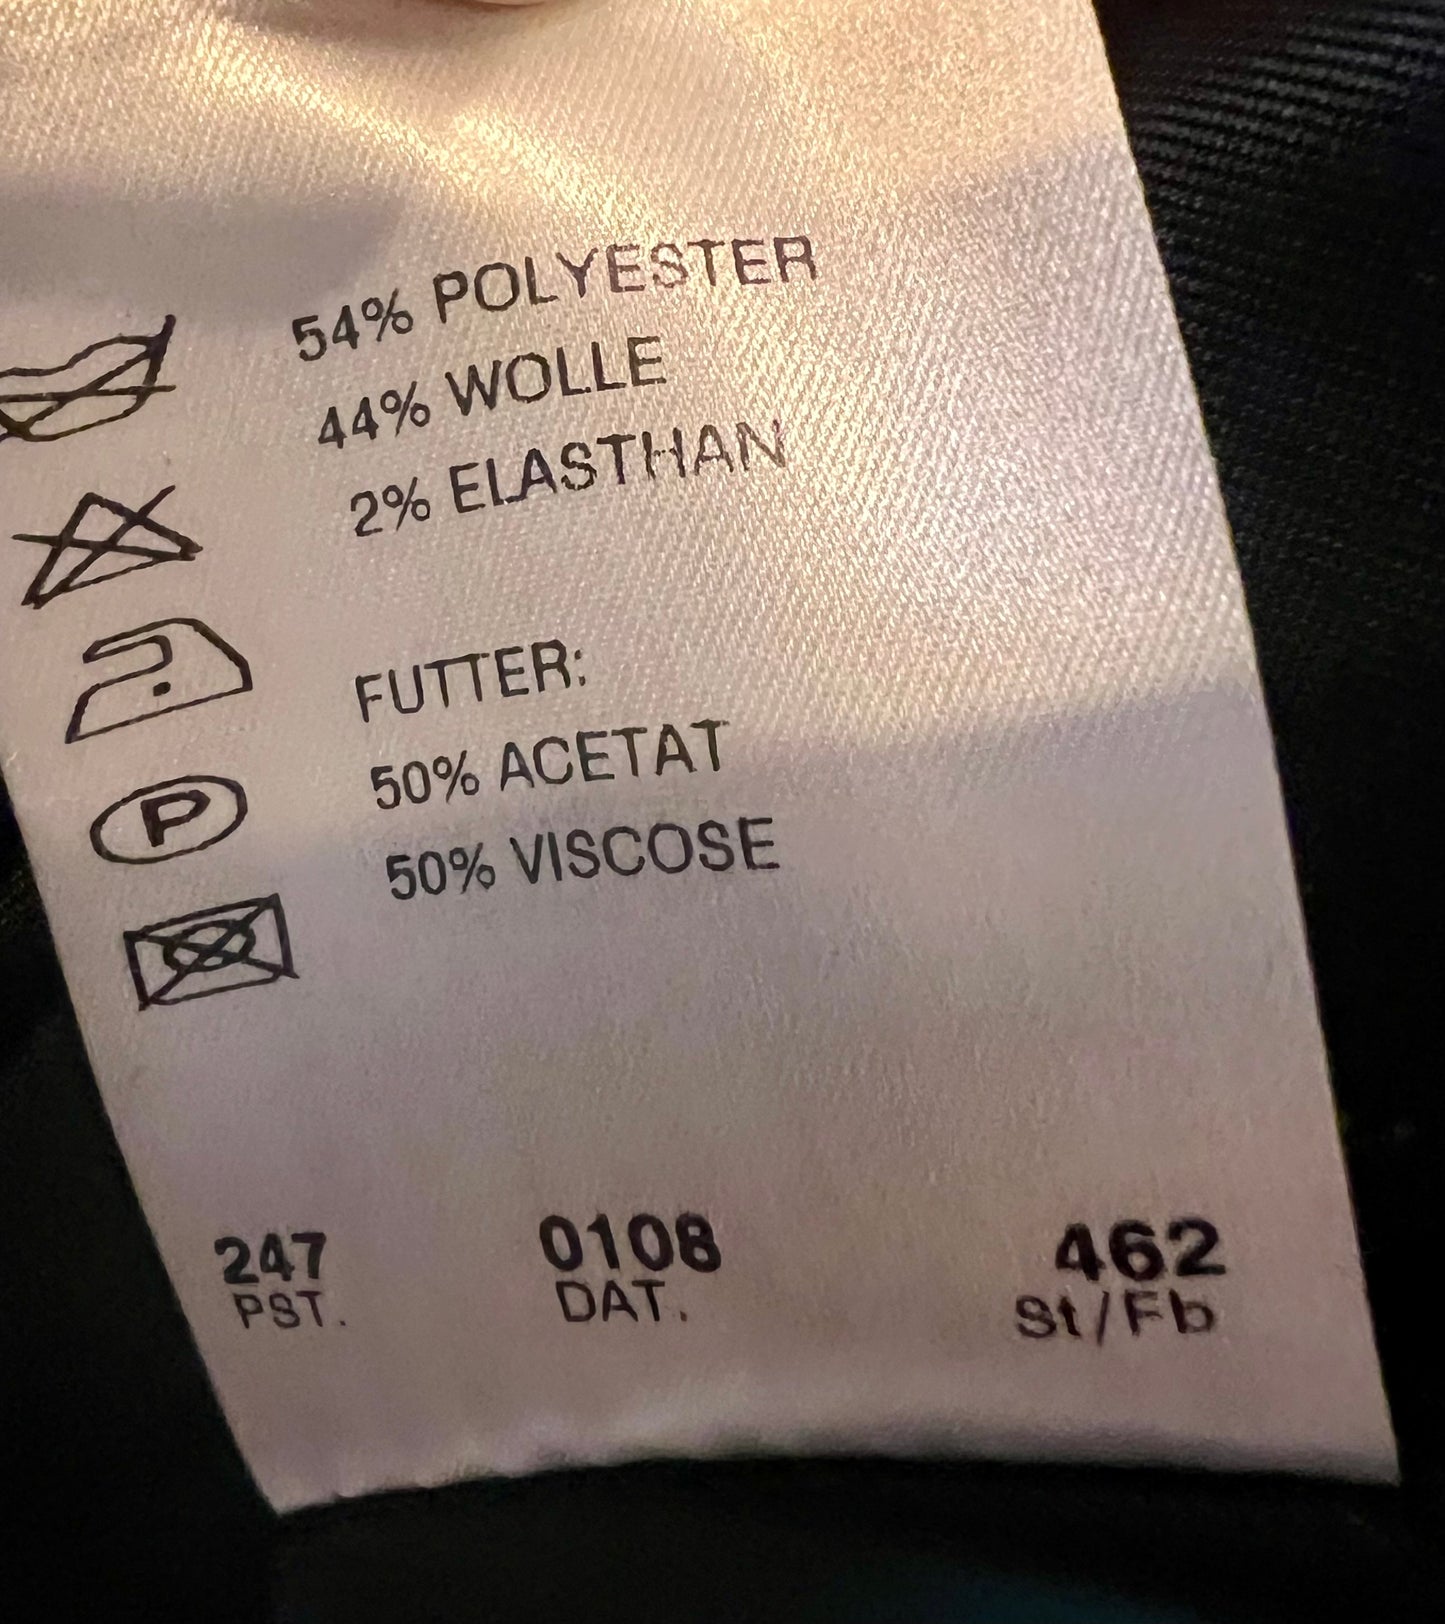 54% POLYESTER
44% WOLLE
2% ELASTHAN
FUTTER:
50% ACETAT
50% VISCOSE
P
247 0108 462
PST. DAT. St/Fb